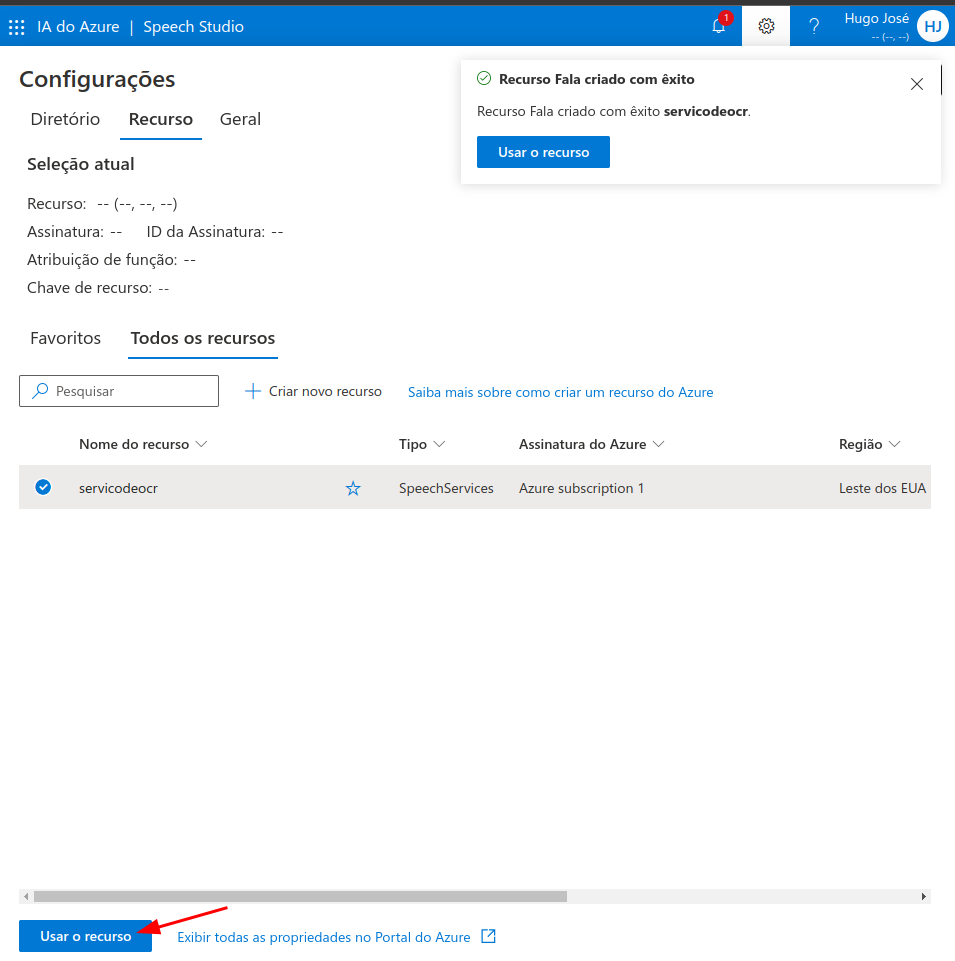 IA do Azure | Speech Studio
1
?
Hugo José
-- (--, --)
HJ
Configurações
Recurso Fala criado com êxito
Recurso Fala criado com êxito servicodeocr.
Usar o recurso
Diretório Recurso Geral
Seleção atual
Recurso: -- (--, --, --)
Assinatura: -- ID da Assinatura: --
Atribuição de função: --
Chave de recurso: --
Favoritos Todos os recursos
Pesquisar Criar novo recurso Saiba mais sobre como criar um recurso do Azure
Nome do recurso Tipo Assinatura do Azure Região
servicodeocr SpeechServices Azure subscription 1 Leste dos EUA
Usar o recurso Exibir todas as propriedades no Portal do Azure